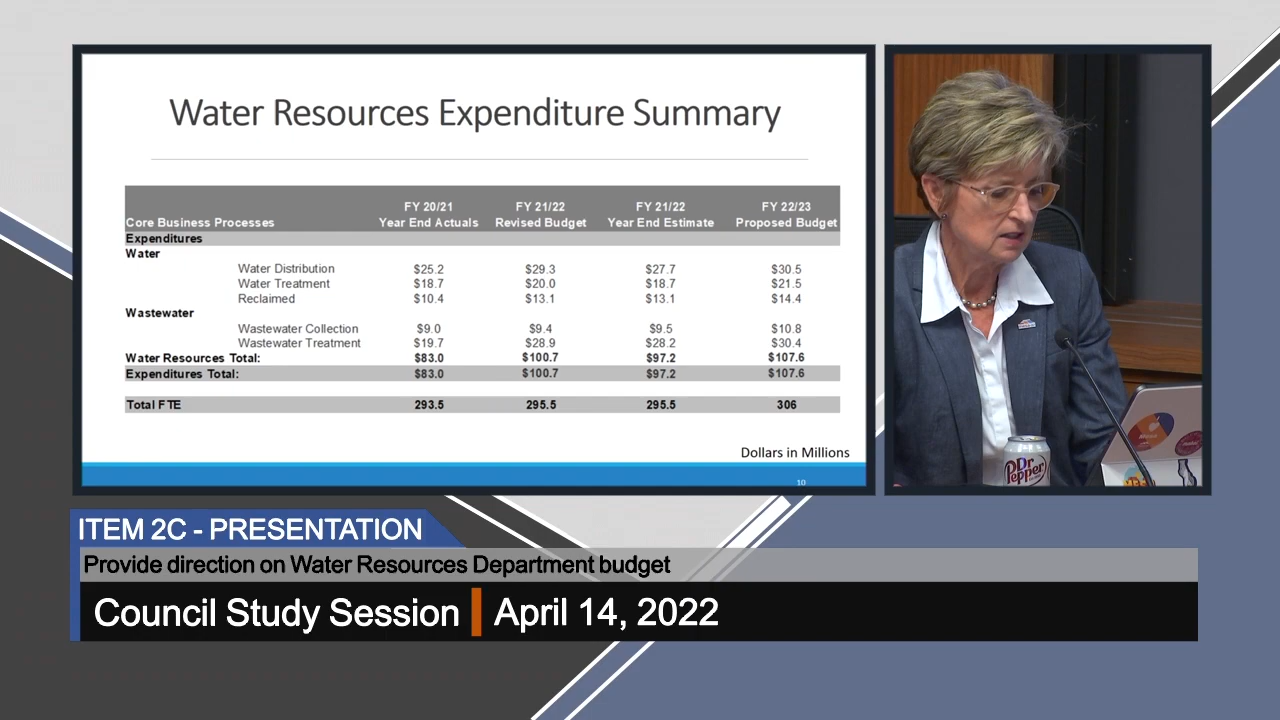 Water Resources Expenditure Summary
Core Business Processes FY 20/21 Year End Actuals FY 21/22 Revised Budget FY 21/22 Year End Estimate FY 22/23 Proposed Budget
Expenditures
Water
Water Distribution $25.2 $29.3 $27.7 $30.5
Water Treatment $18.7 $20.0 $18.7 $21.5
Reclaimed $10.4 $13.1 $13.1 $14.4
Wastewater
Wastewater Collection $9.0 $9.4 $9.5 $10.8
Wastewater Treatment $19.7 $28.9 $28.2 $30.4
Water Resources Total: $83.0 $100.7 $97.2 $107.6
Expenditures Total: $83.0 $100.7 $97.2 $107.6
Total FTE 293.5 295.5 295.5 306
Dollars in Millions
10
Dr
Pepper
ITEM 2C - PRESENTATION
Provide direction on Water Resources Department budget
Council Study Session April 14, 2022